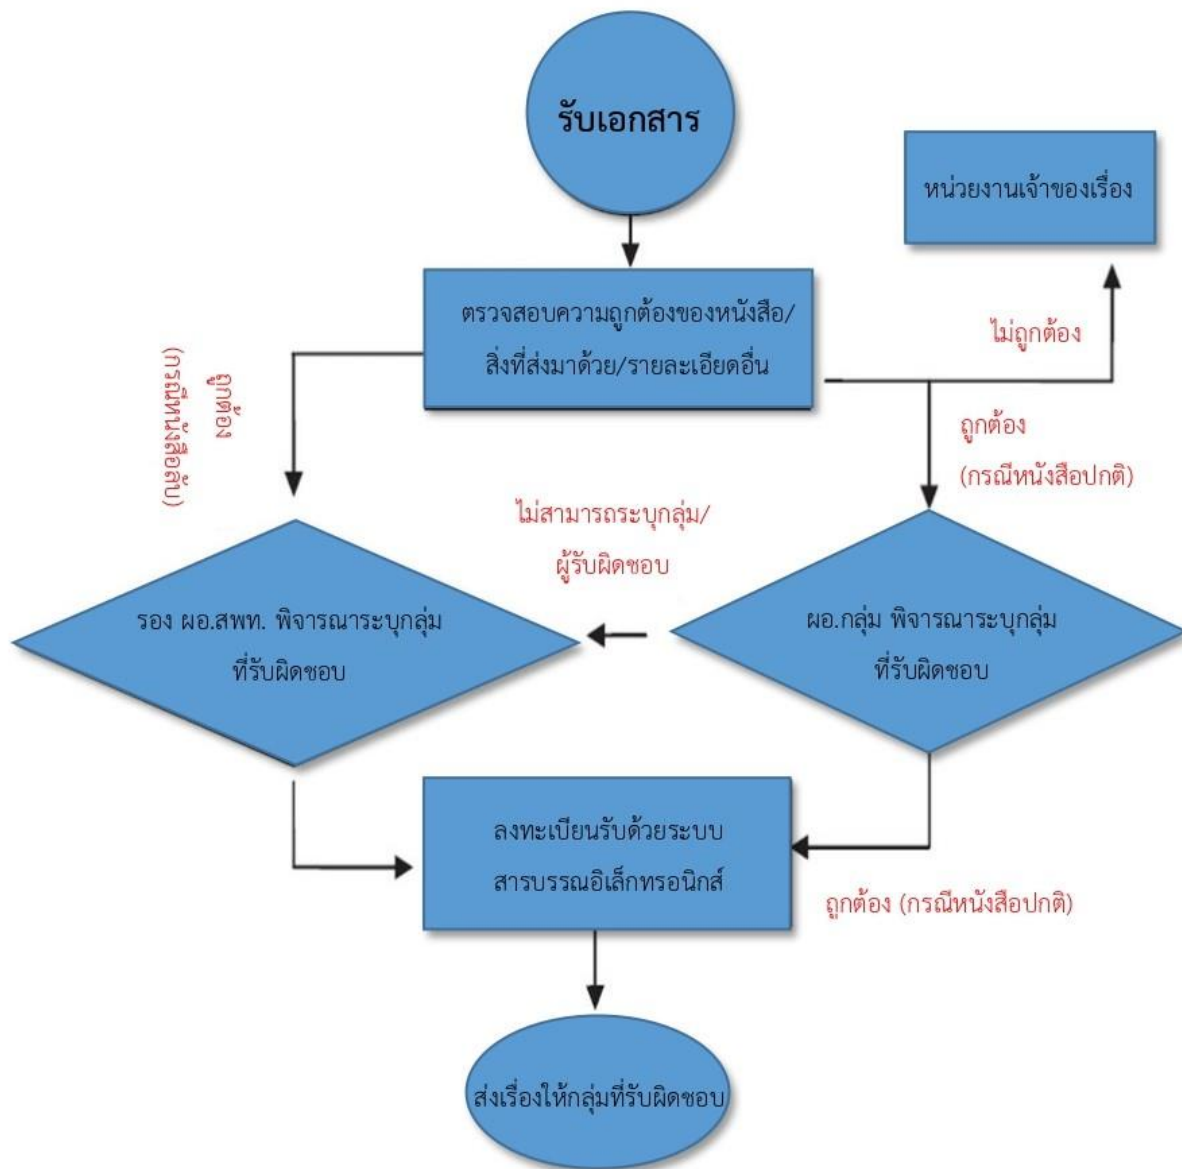 รับเอกสาร
หน่วยงานเจ้าของเรื่อง
ตรวจสอบความถูกต้องของหนังสือ/
สิ่งที่ส่งมาด้วย/รายละเอียดอื่น
ไม่ถูกต้อง
ถูกต้อง
(กรณีหนังสือลับ)
ถูกต้อง
(กรณีหนังสือปกติ)
ไม่สามารถระบุกลุ่ม/
ผู้รับผิดชอบ
รอง ผอ.สพท. พิจารณาระบุกลุ่ม
ที่รับผิดชอบ
ผอ.กลุ่ม พิจารณาระบุกลุ่ม
ที่รับผิดชอบ
ลงทะเบียนรับด้วยระบบ
สารบรรณอิเล็กทรอนิกส์
ถูกต้อง (กรณีหนังสือปกติ)
ส่งเรื่องให้กลุ่มที่รับผิดชอบ